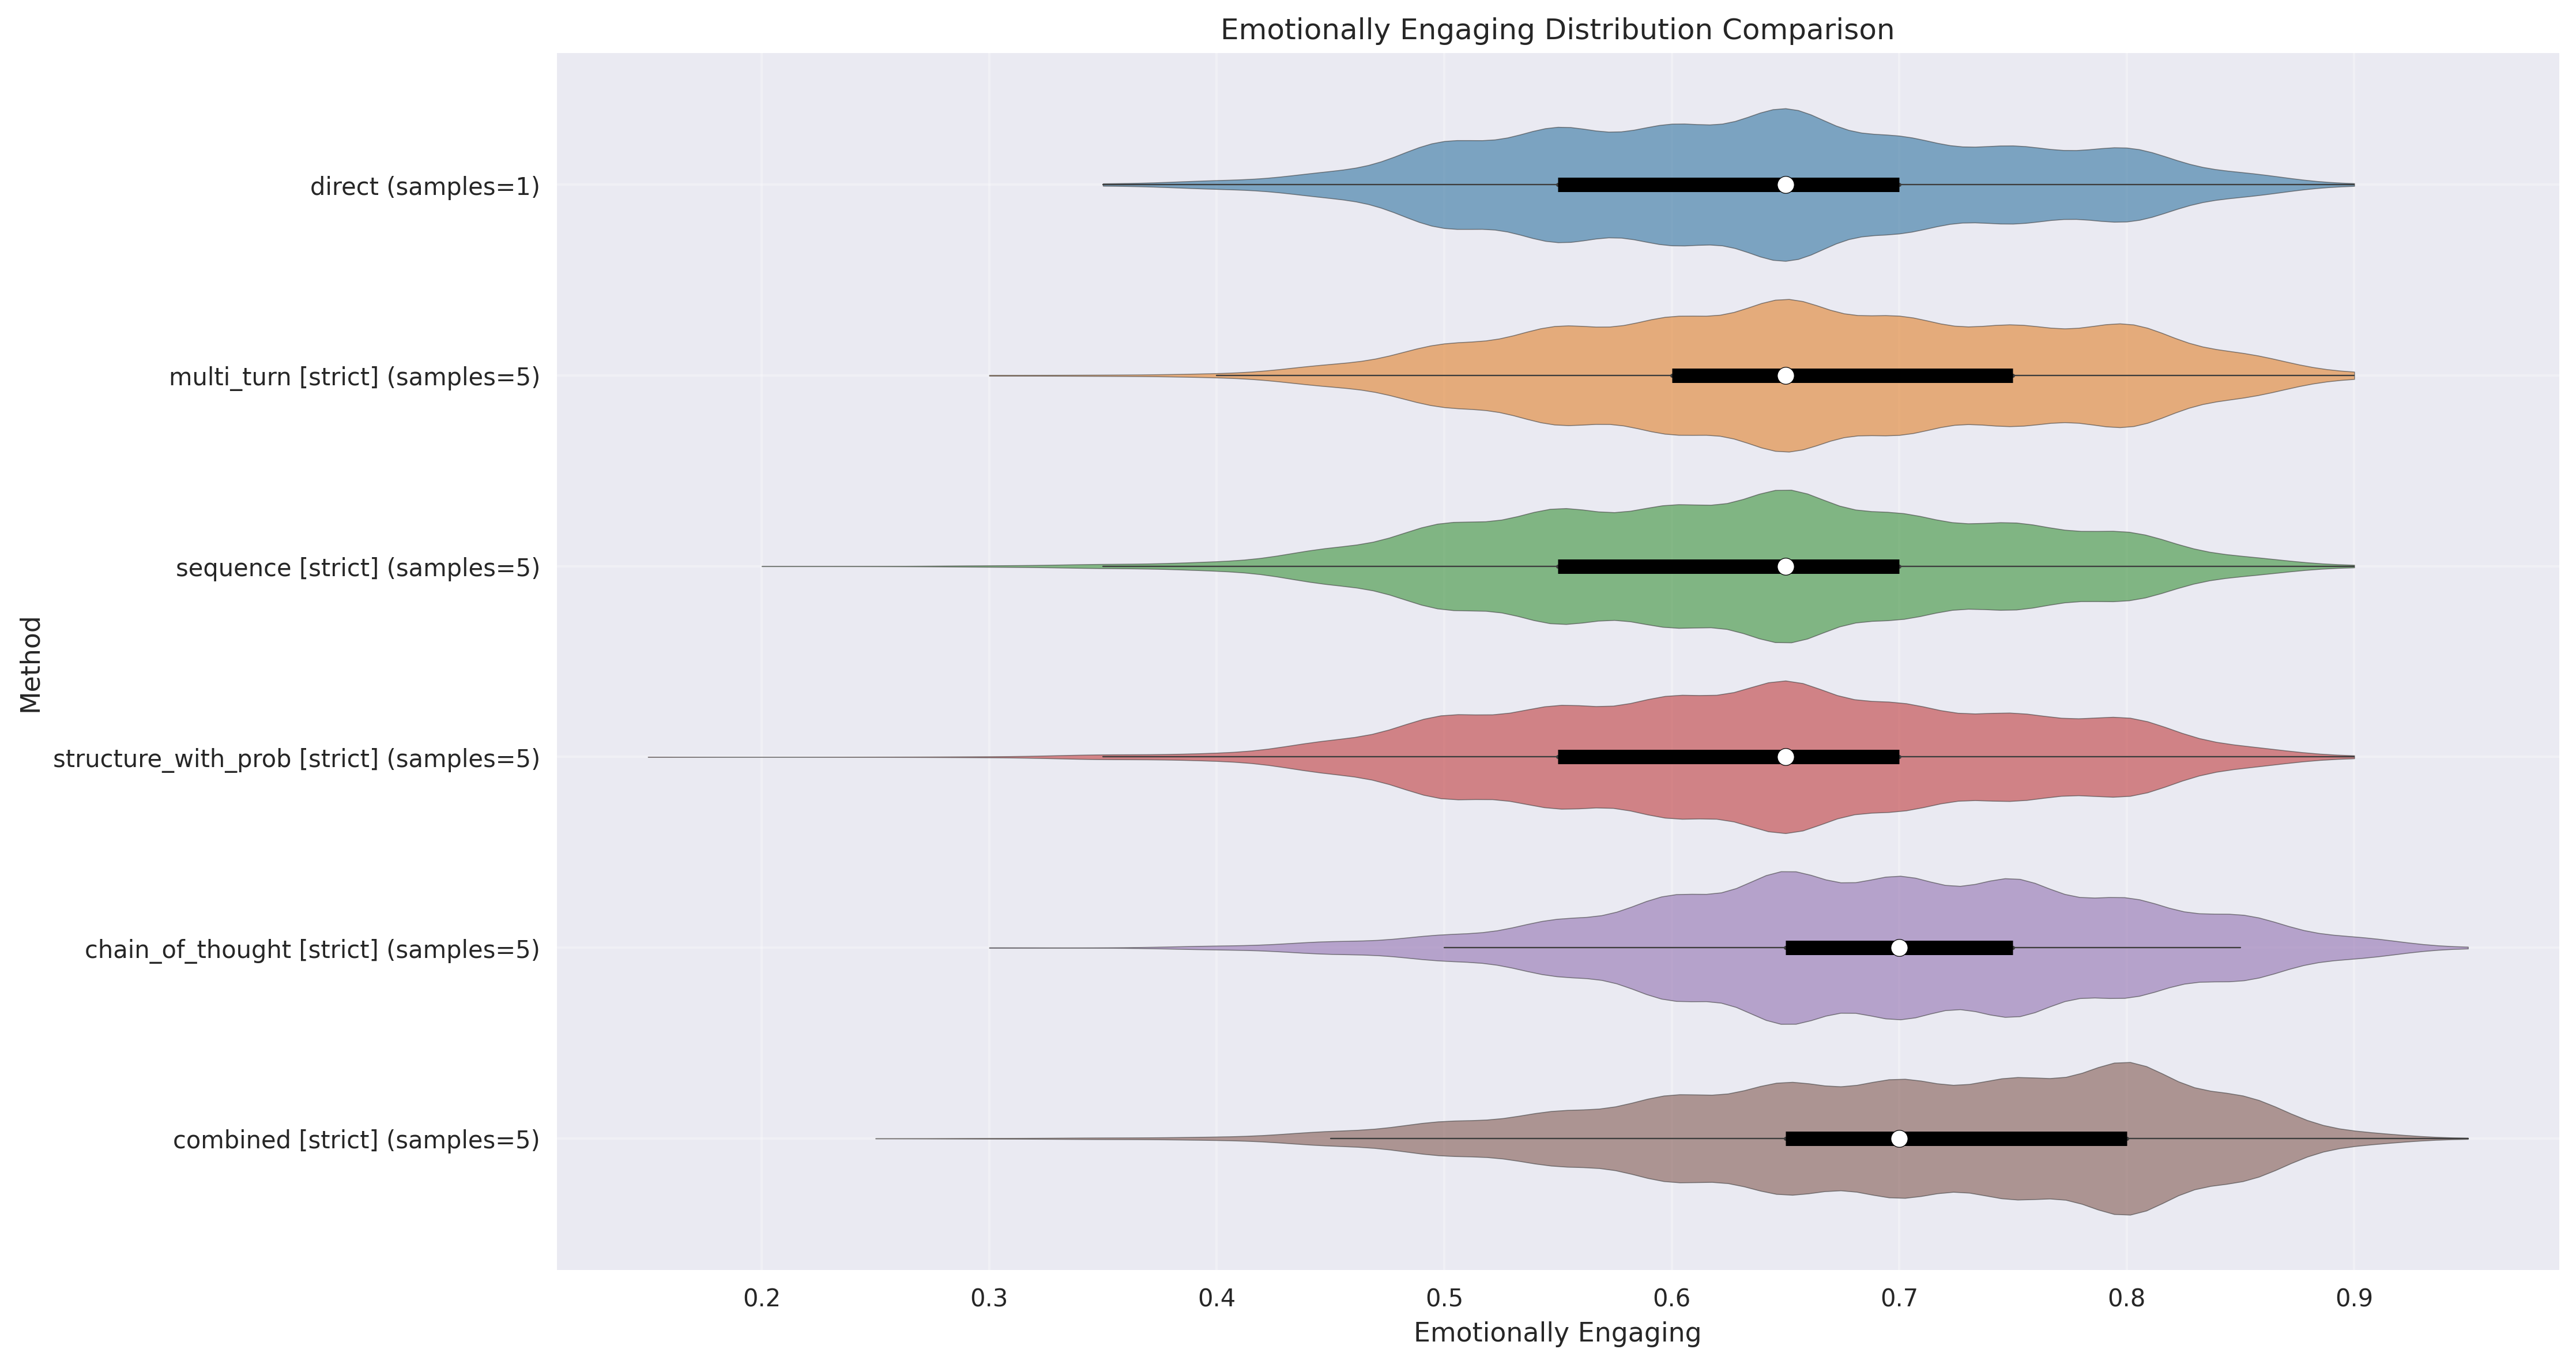 Emotionally Engaging Distribution Comparison
Method
direct (samples=1)
multi_turn [strict] (samples=5)
sequence [strict] (samples=5)
structure_with_prob [strict] (samples=5)
chain_of_thought [strict] (samples=5)
combined [strict] (samples=5)
0.2 0.3 0.4 0.5 0.6 0.7 0.8 0.9
Emotionally Engaging